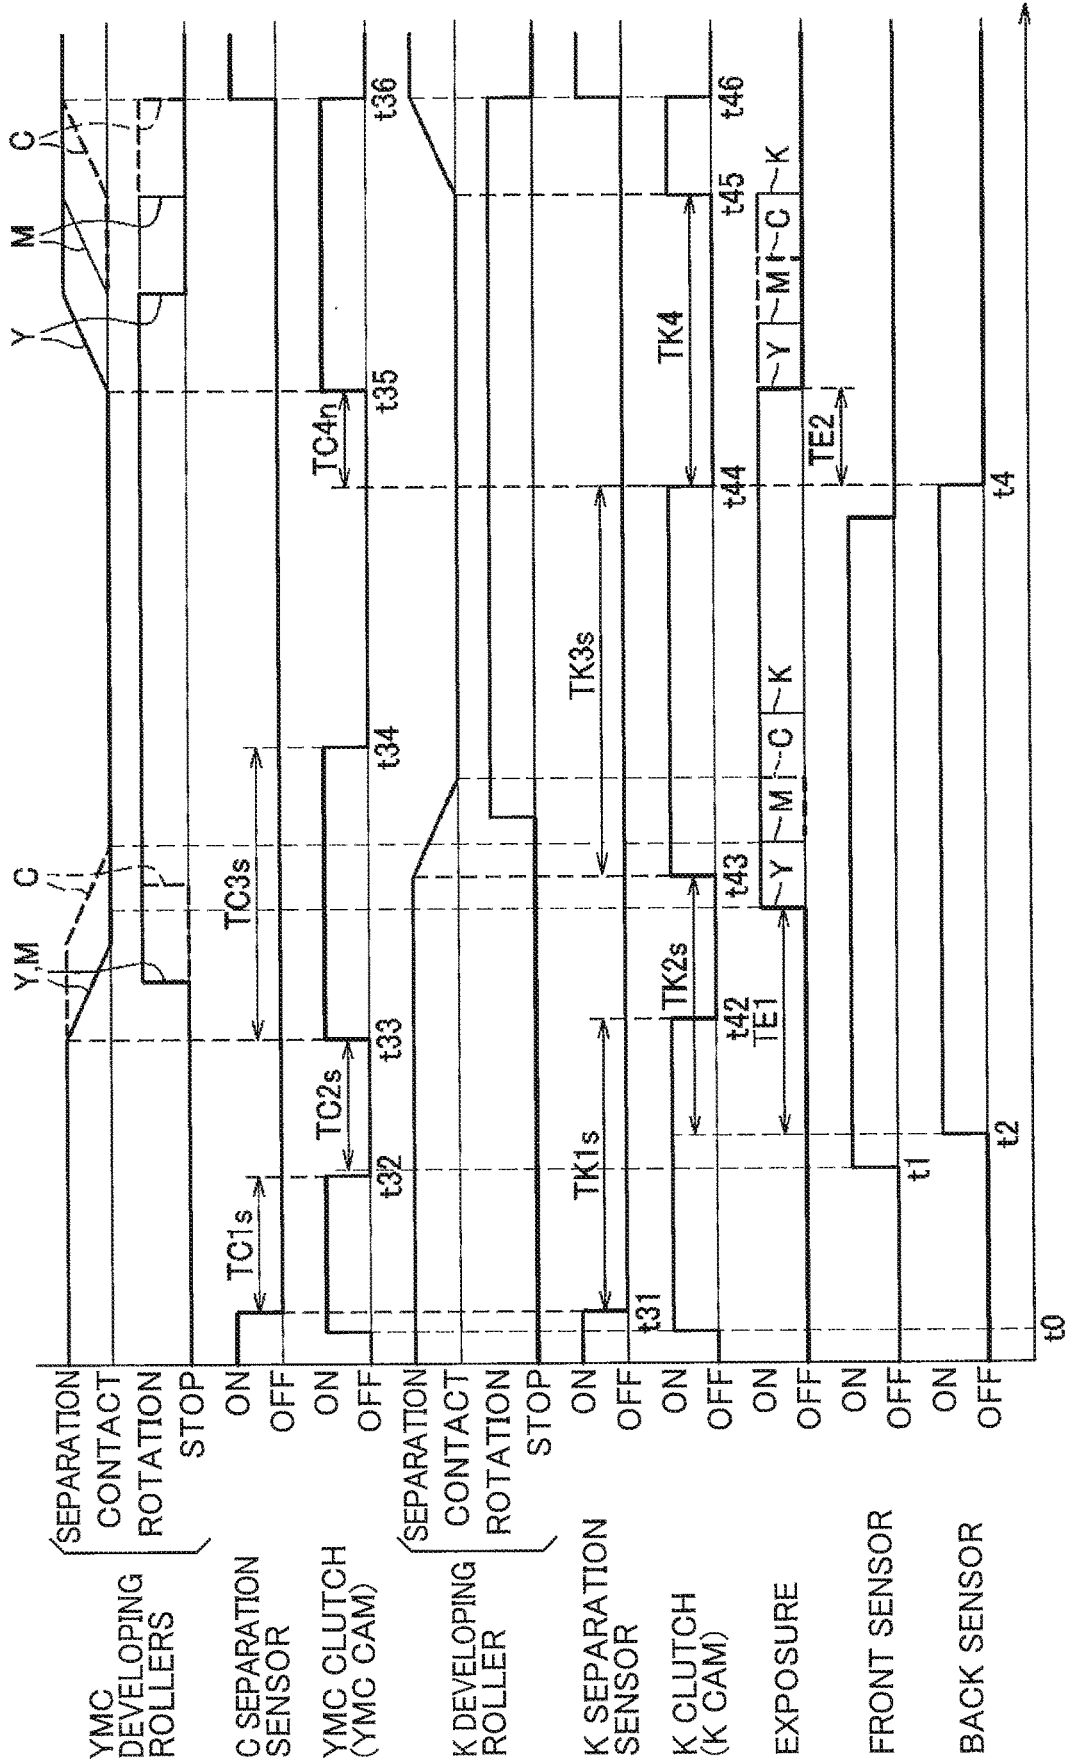 YMC
DEVELOPING
ROLLERS
SEPARATION
CONTACT
ROTATION
STOP
Y,M
C
Y
M
C
C SEPARATION
SENSOR
ON
OFF
TC1s
TC3s
YMC CLUTCH
(YMC CAM)
ON
OFF
TC2s
TC4n
t32
t33
t34
t35
t36
K DEVELOPING
ROLLER
SEPARATION
CONTACT
ROTATION
STOP
K SEPARATION
SENSOR
ON
OFF
TK1s
TK3s
t31
K CLUTCH
(K CAM)
ON
OFF
TK2s
TK4
t42
t43
t44
t45
t46
EXPOSURE
ON
OFF
TE1
Y
M
C
K
Y
M
C
K
TE2
FRONT SENSOR
ON
OFF
t1
BACK SENSOR
ON
OFF
t2
t4
t0